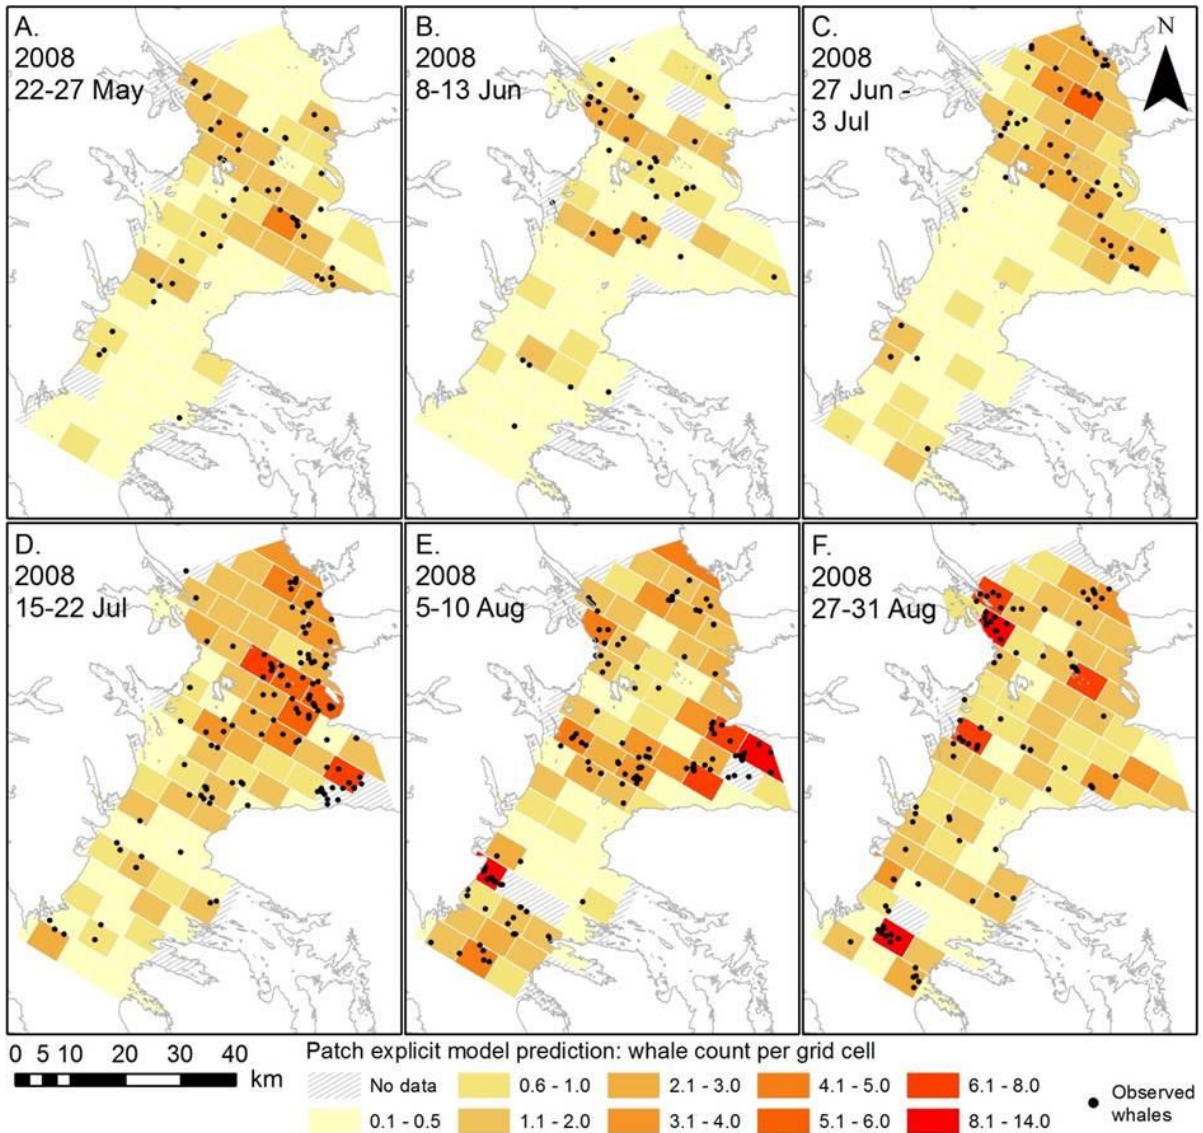 A.
2008
22-27 May
B.
2008
8-13 Jun
C.
2008
27 Jun -
3 Jul
N
D.
2008
15-22 Jul
E.
2008
5-10 Aug
F.
2008
27-31 Aug
0 5 10 20 30 40
km
Patch explicit model prediction: whale count per grid cell
No data 0.6 - 1.0 2.1 - 3.0 4.1 - 5.0 6.1 - 8.0
0.1 - 0.5 1.1 - 2.0 3.1 - 4.0 5.1 - 6.0 8.1 - 14.0
Observed
whales